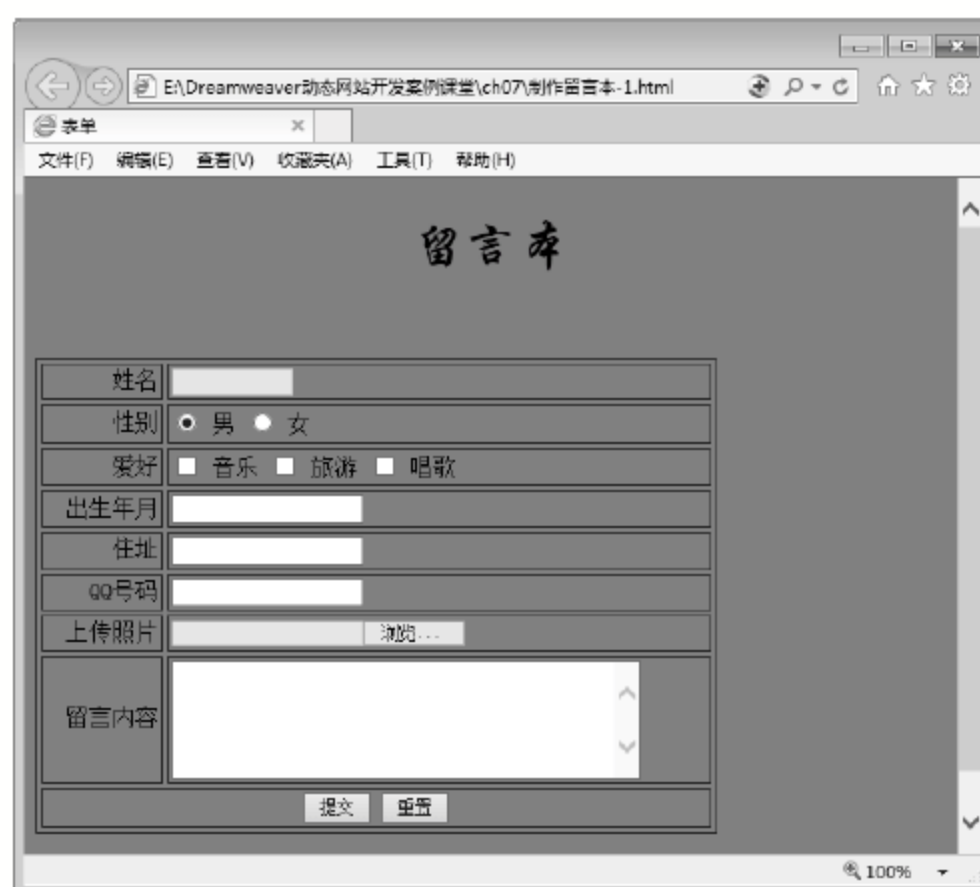 E:\Dreamweaver动态网站开发案例课堂\ch07\制作留言本-1.html
表单
文件(F) 编辑(E) 查看(V) 收藏夹(A) 工具(T) 帮助(H)
留言本
姓名
性别 男 女
爱好 音乐 旅游 唱歌
出生年月
住址
QQ号码
上传照片 浏览...
留言内容
提交 重置
100%